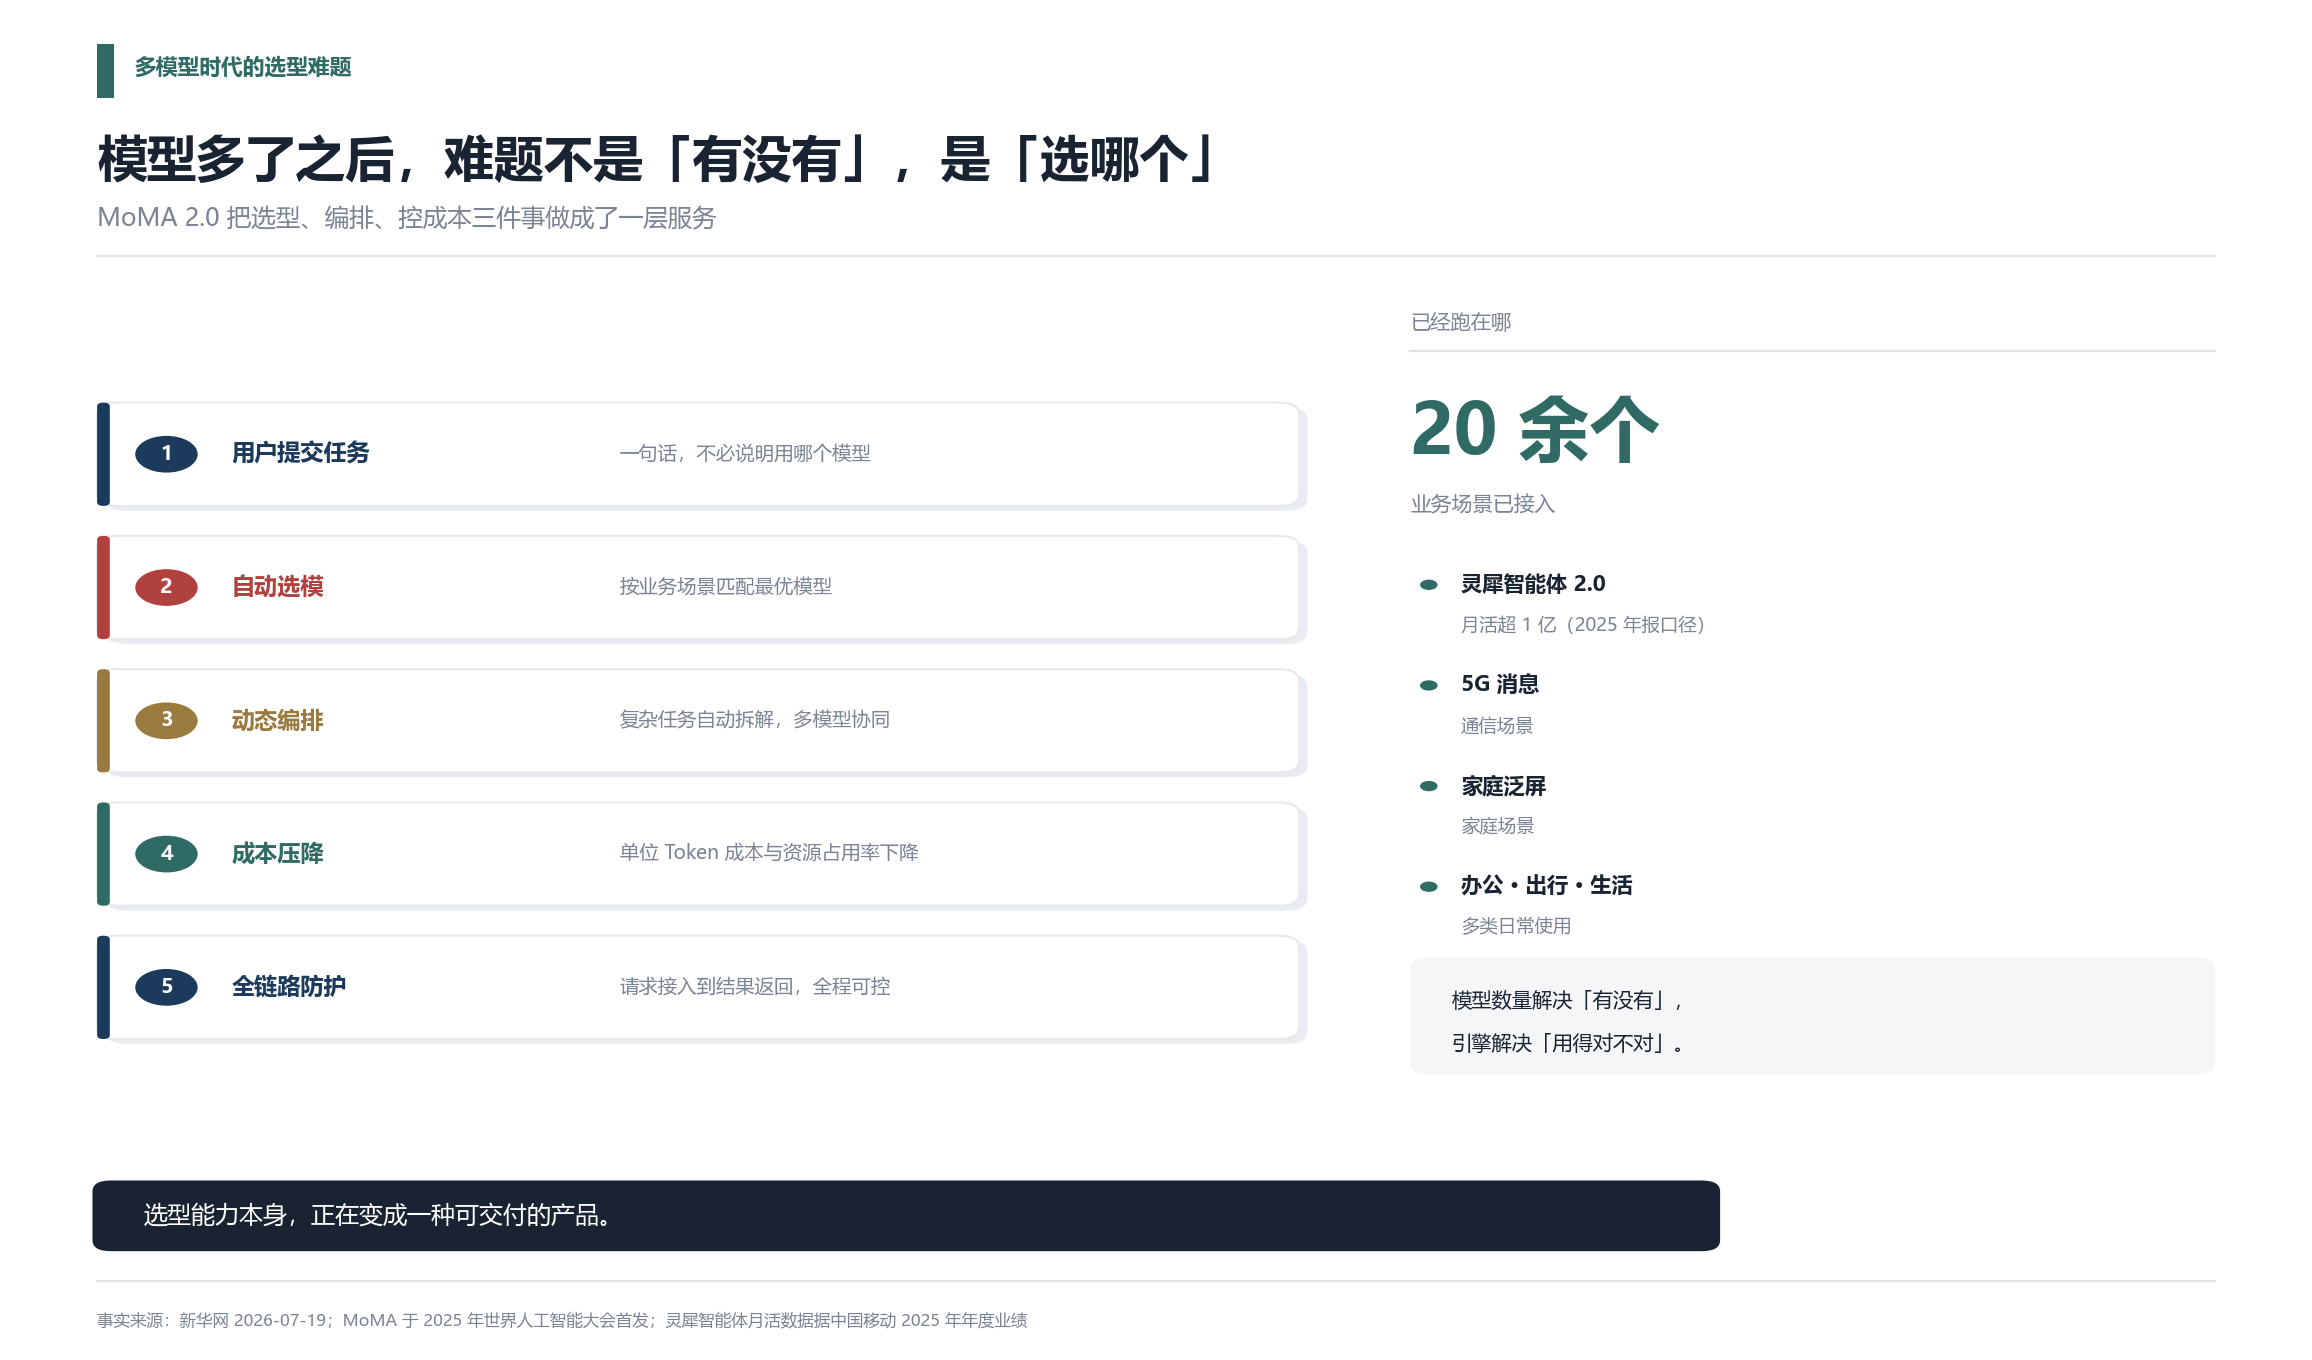 多模型时代的选型难题
模型多了之后，难题不是「有没有」，是「选哪个」
MoMA 2.0 把选型、编排、控成本三件事做成了一层服务
1 用户提交任务 一句话，不必说明用哪个模型
2 自动选模 按业务场景匹配最优模型
3 动态编排 复杂任务自动拆解，多模型协同
4 成本压降 单位 Token 成本与资源占用率下降
5 全链路防护 请求接入到结果返回，全程可控
已经跑在哪
20 余个
业务场景已接入
灵犀智能体 2.0
月活超 1 亿（2025 年报口径）
5G 消息
通信场景
家庭泛屏
家庭场景
办公・出行・生活
多类日常使用
模型数量解决「有没有」，
引擎解决「用得对不对」。
选型能力本身，正在变成一种可交付的产品。
事实来源：新华网 2026-07-19；MoMA 于 2025 年世界人工智能大会首发；灵犀智能体月活数据据中国移动 2025 年年度业绩